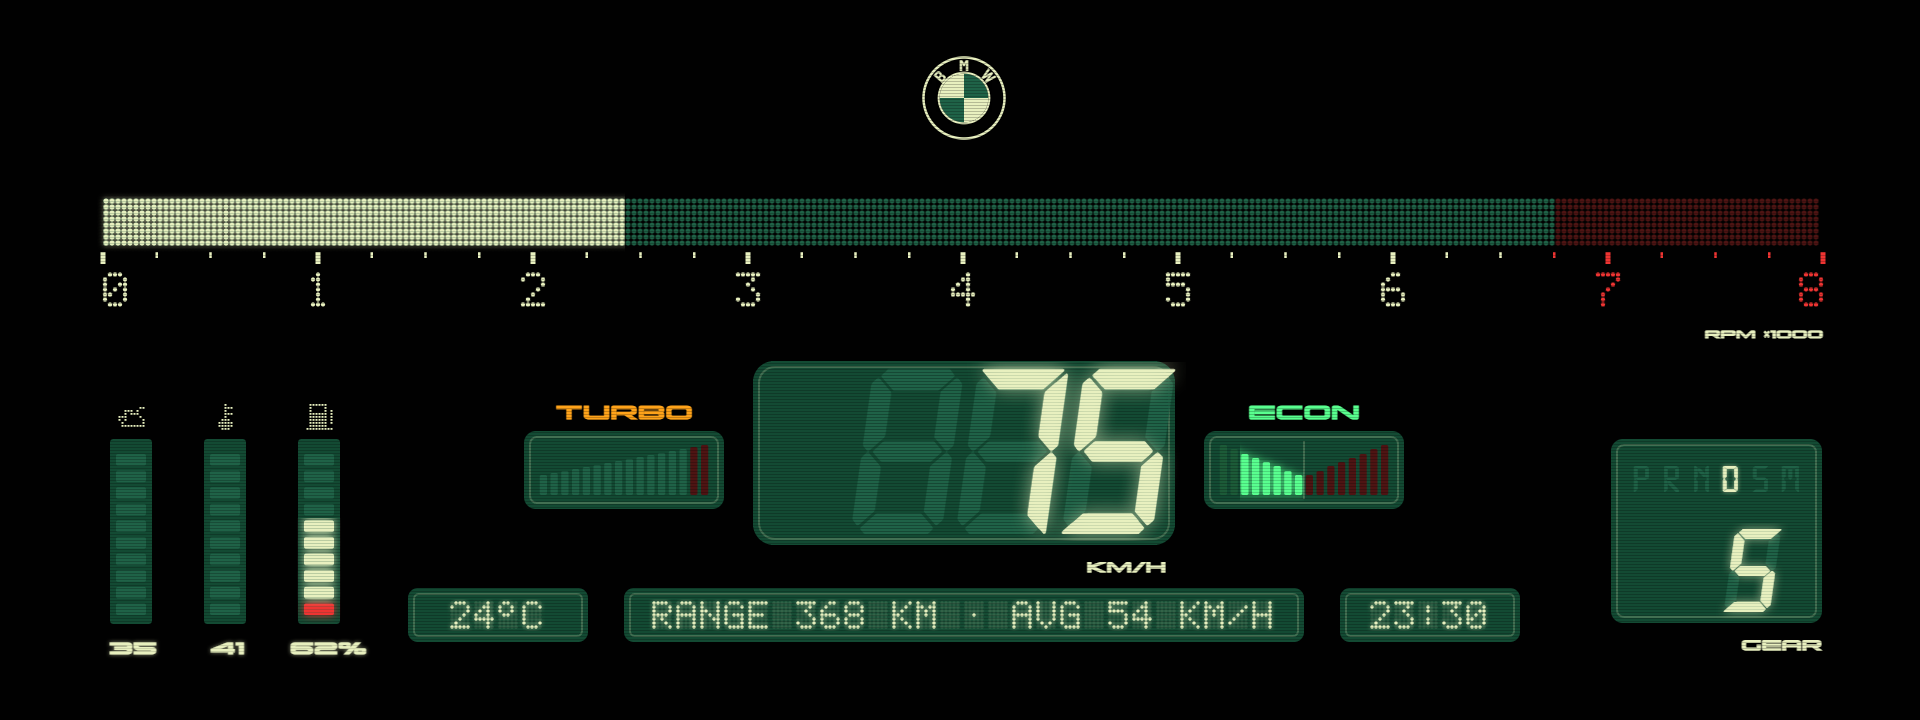 BMW
0 1 2 3 4 5 6 7 8
RPM x1000
TURBO
75
KM/H
ECON
P R N D S M
5
GEAR
35 41 62%
24°C
RANGE 368 KM · AVG 54 KM/H
23:30